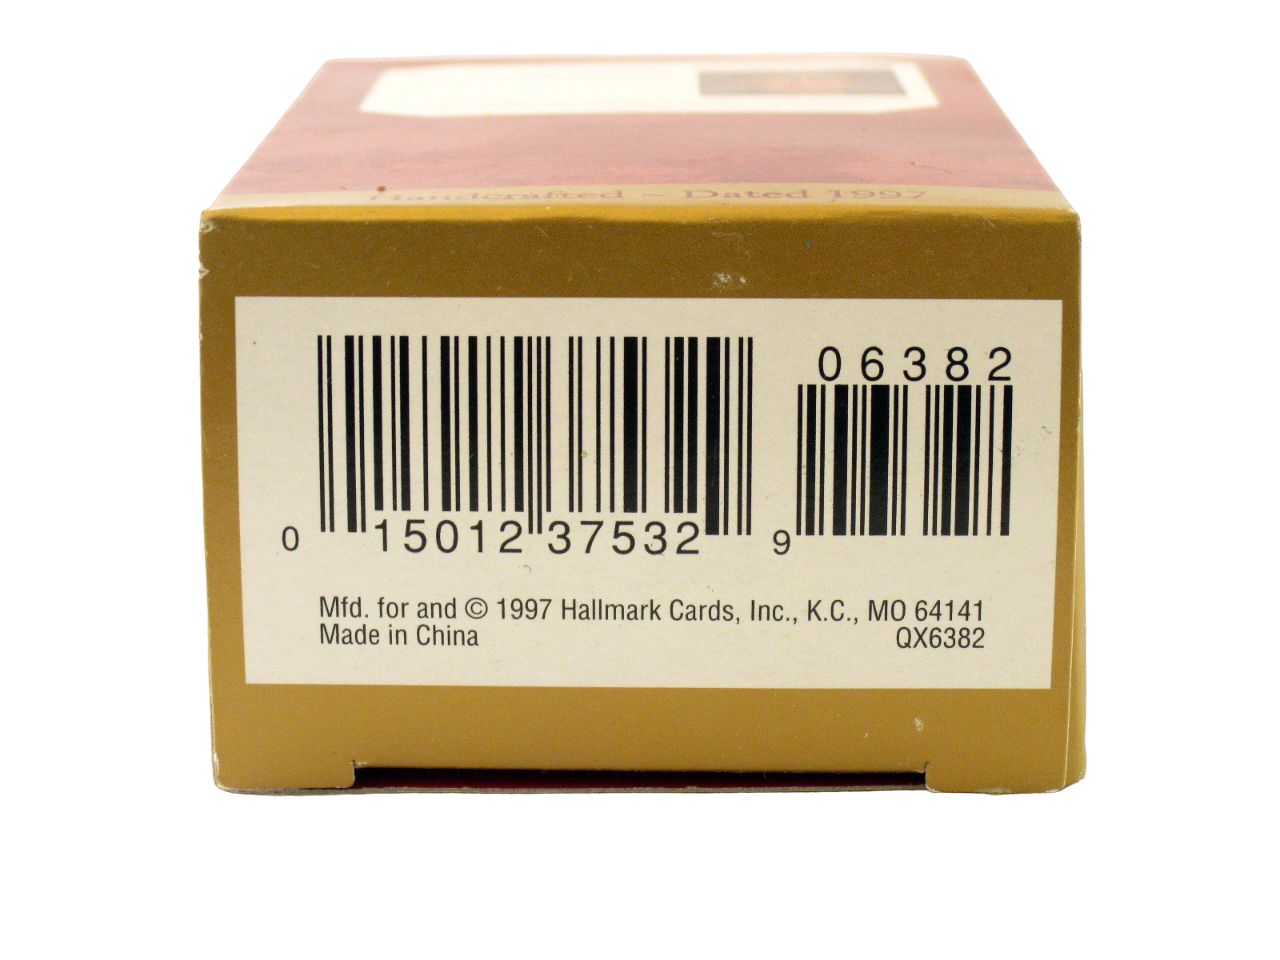 Handcrafted - Dated 1997
06382
0 15012 37532 9
Mfd. for and © 1997 Hallmark Cards, Inc., K.C., MO 64141
Made in China QX6382